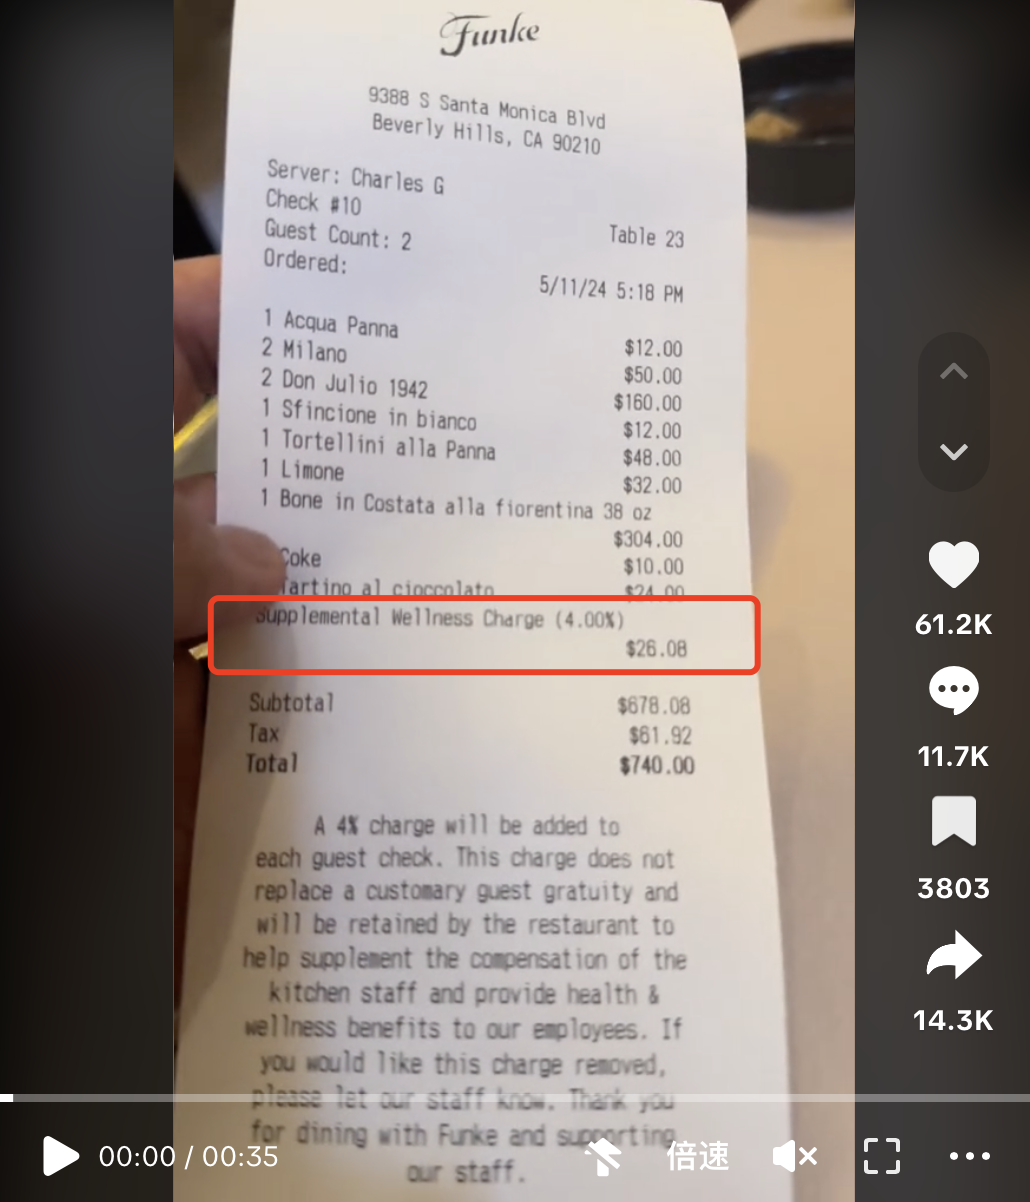 Funke
9388 S Santa Monica Blvd
Beverly Hills, CA 90210
Server: Charles G
Check #10
Guest Count: 2
Table 23
Ordered:
5/11/24 5:18 PM
1 Acqua Panna $12.00
2 Milano $50.00
2 Don Julio 1942 $160.00
1 Sfincione in bianco $12.00
1 Tortellini alla Panna $48.00
1 Limone $32.00
1 Bone in Costata alla fiorentina 38 oz
$304.00
Coke $10.00
Tartino al cioccolato $24.00
Supplemental Wellness Charge (4.00%)
$26.08
Subtotal $678.08
Tax $61.92
Total $740.00
A 4% charge will be added to
each guest check. This charge does not
replace a customary guest gratuity and
will be retained by the restaurant to
help supplement the compensation of the
kitchen staff and provide health &
wellness benefits to our employees. If
you would like this charge removed,
please let our staff know. Thank you
for dining with Funke and supporting
our staff.
61.2K
11.7K
3803
14.3K
00:00 / 00:35
倍速